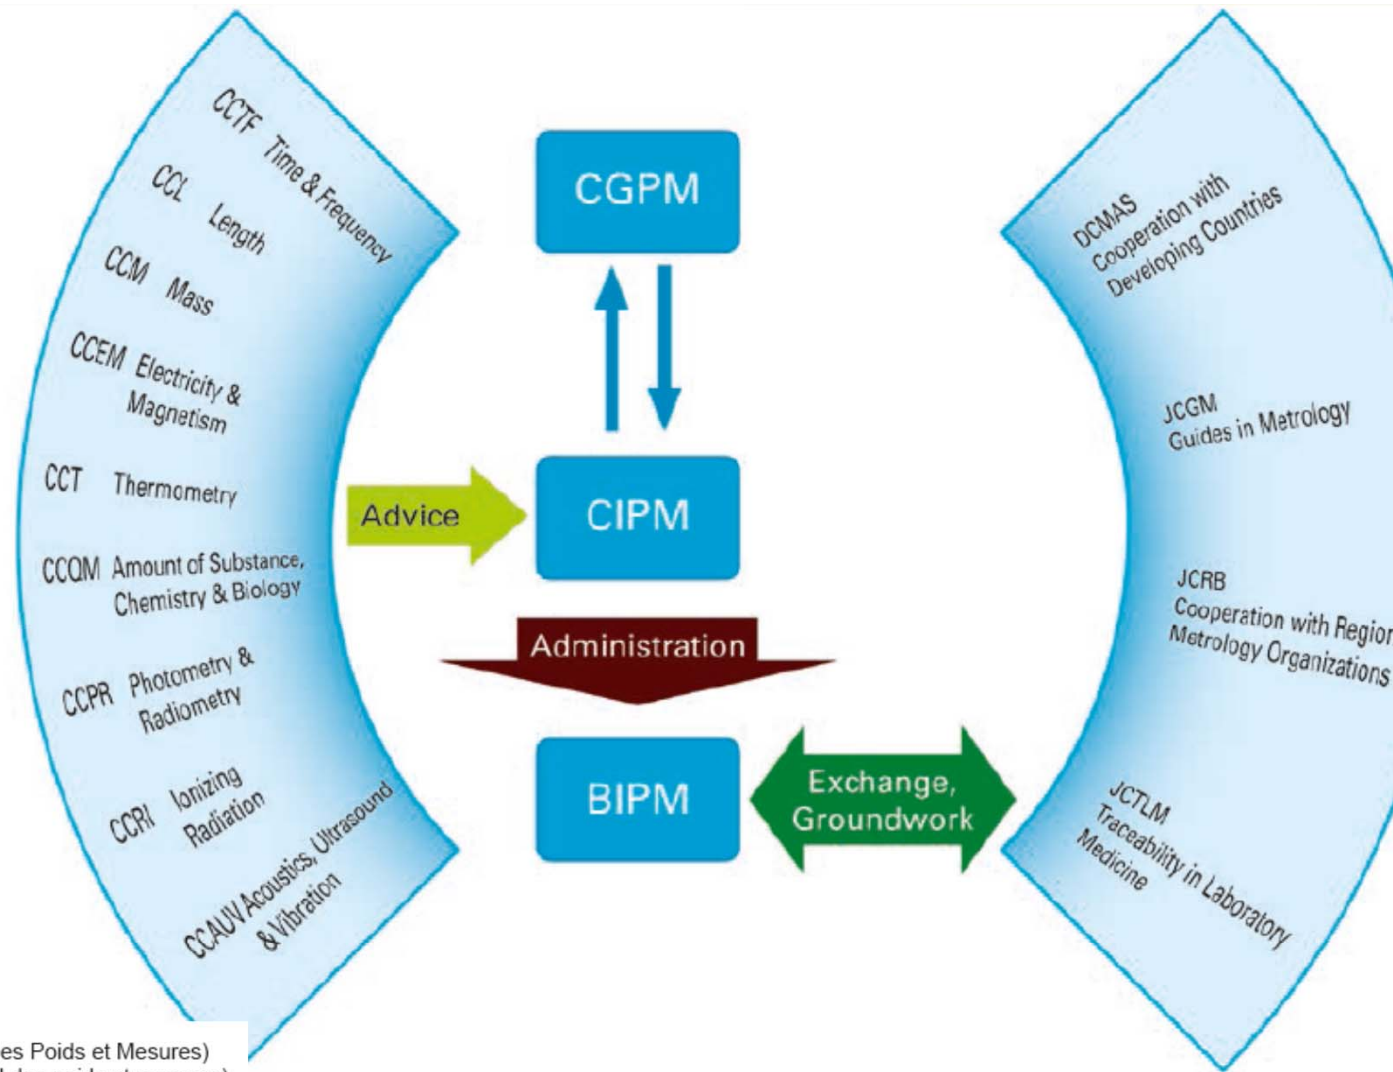 CCTF Time & Frequency
CCL Length
CCM Mass
CCEM Electricity &
Magnetism
CCT Thermometry
CCQM Amount of Substance,
Chemistry & Biology
CCPR Photometry &
Radiometry
CCRI Ionizing
Radiation
CCAUV Acoustics, Ultrasound
& Vibration
CGPM
Advice
CIPM
Administration
BIPM
Exchange,
Groundwork
DCMAS
Cooperation with
Developing Countries
JCGM
Guides in Metrology
JCRB
Cooperation with Region
Metrology Organizations
JCTLM
Traceability in Laboratory
Medicine
es Poids et Mesures)